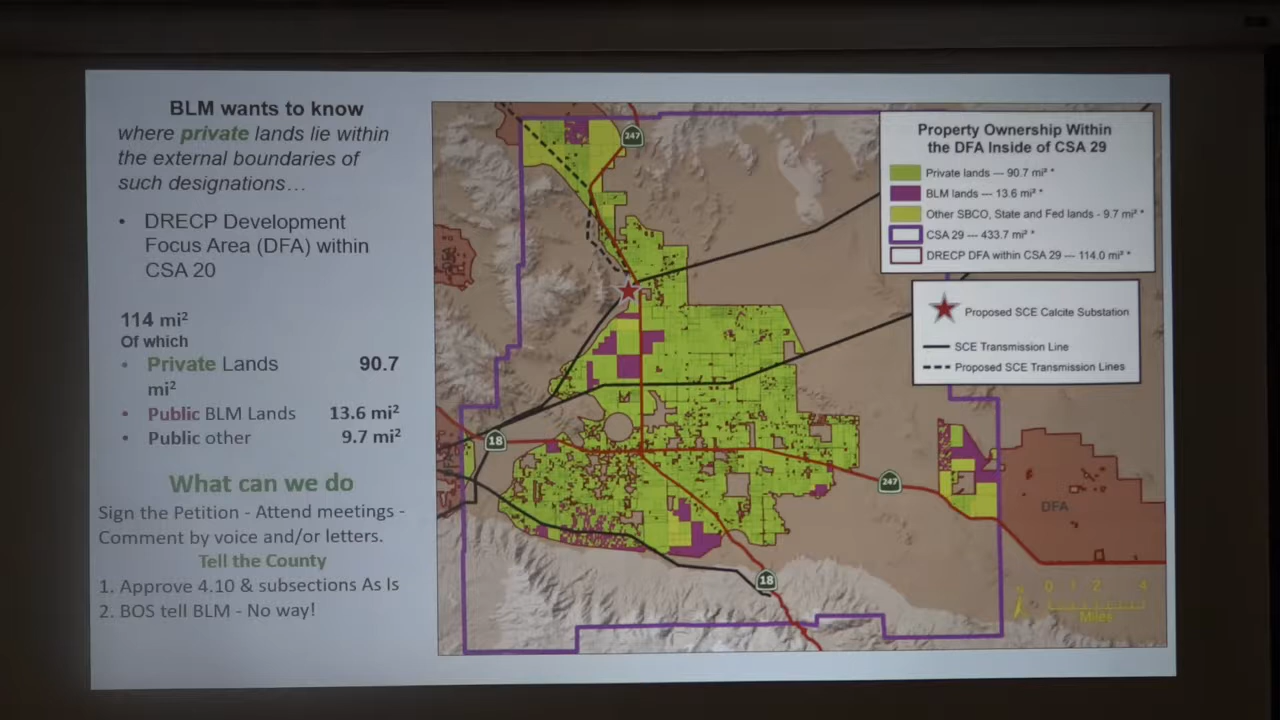 BLM wants to know
where private lands lie within
the external boundaries of
such designations…
• DRECP Development
Focus Area (DFA) within
CSA 20
114 mi²
Of which
• Private Lands 90.7
mi²
• Public BLM Lands 13.6 mi²
• Public other 9.7 mi²
What can we do
Sign the Petition - Attend meetings -
Comment by voice and/or letters.
Tell the County
1. Approve 4.10 & subsections As Is
2. BOS tell BLM - No way!
247
Property Ownership Within
the DFA Inside of CSA 29
Private lands --- 90.7 mi² *
BLM lands --- 13.6 mi² *
Other SBCO, State and Fed lands - 9.7 mi² *
CSA 29 --- 433.7 mi² *
DRECP DFA within CSA 29 --- 114.0 mi² *
Proposed SCE Calcite Substation
SCE Transmission Line
Proposed SCE Transmission Lines
18
247
DFA
18
N
0 1 2 4
Miles